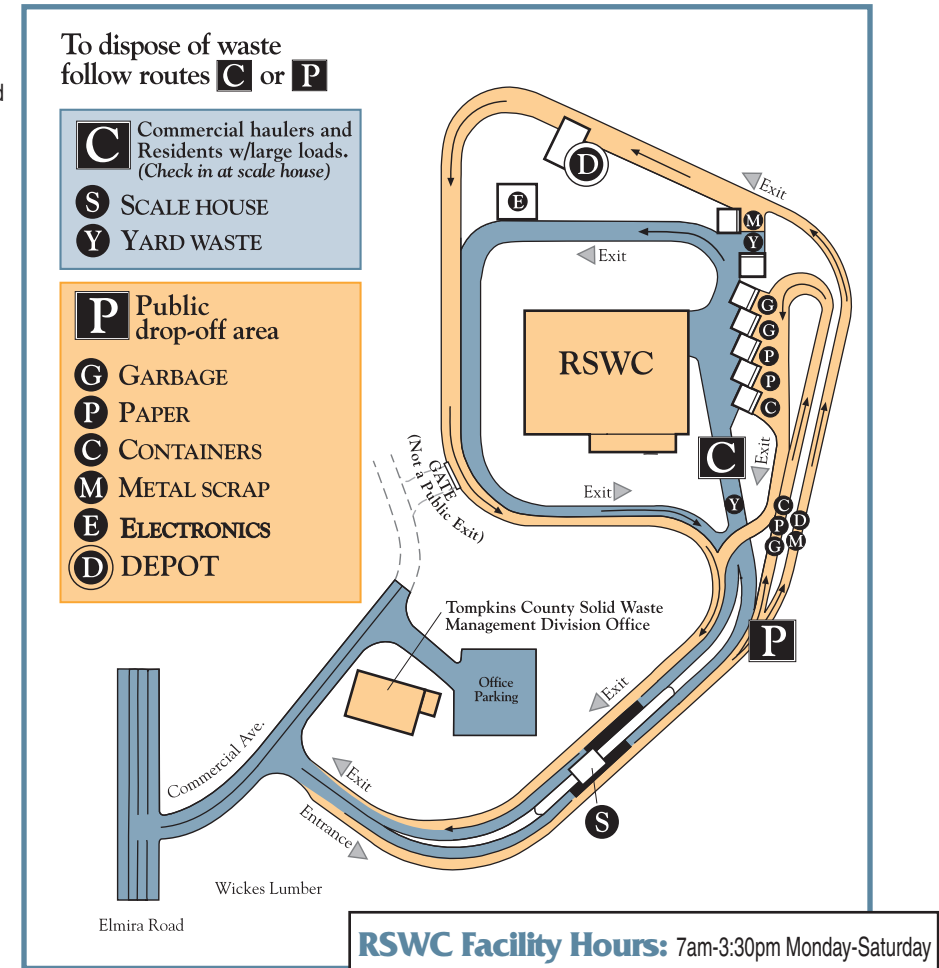 d
To dispose of waste
follow routes C or P
C
Commercial haulers and
Residents w/large loads.
(Check in at scale house)
S SCALE HOUSE
Y YARD WASTE
P
Public
drop-off area
G GARBAGE
P PAPER
C CONTAINERS
M METAL SCRAP
E ELECTRONICS
D DEPOT
D
Exit
E
M
Y
Exit
G
G
P
P
C
RSWC
C
Exit
Exit
Y
C
P
G
D
M
GATE
(Not a Public Exit)
P
Tompkins County Solid Waste
Management Division Office
Office
Parking
Exit
S
Commercial Ave.
Exit
Entrance
Wickes Lumber
Elmira Road
RSWC Facility Hours: 7am-3:30pm Monday-Saturday